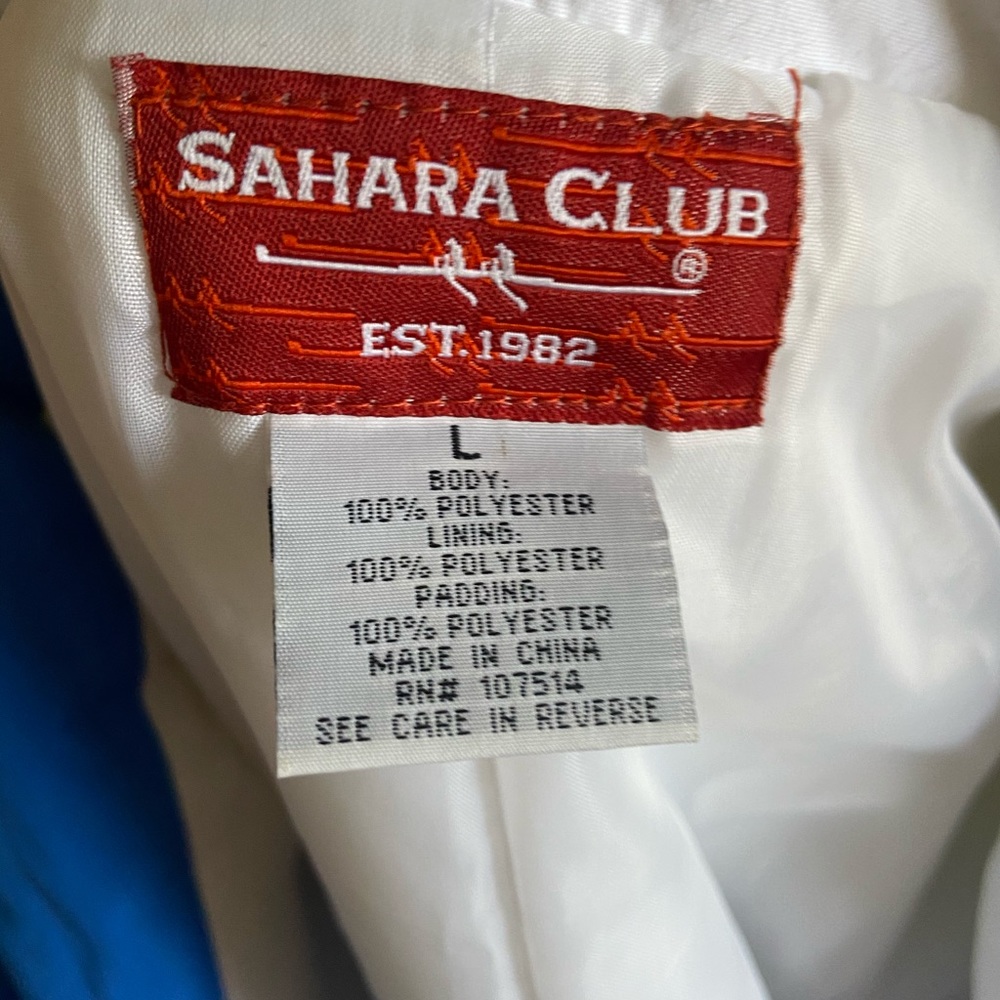 SAHARA CLUB
®
EST. 1982
L
BODY:
100% POLYESTER
LINING:
100% POLYESTER
PADDING:
100% POLYESTER
MADE IN CHINA
RN# 107514
SEE CARE IN REVERSE